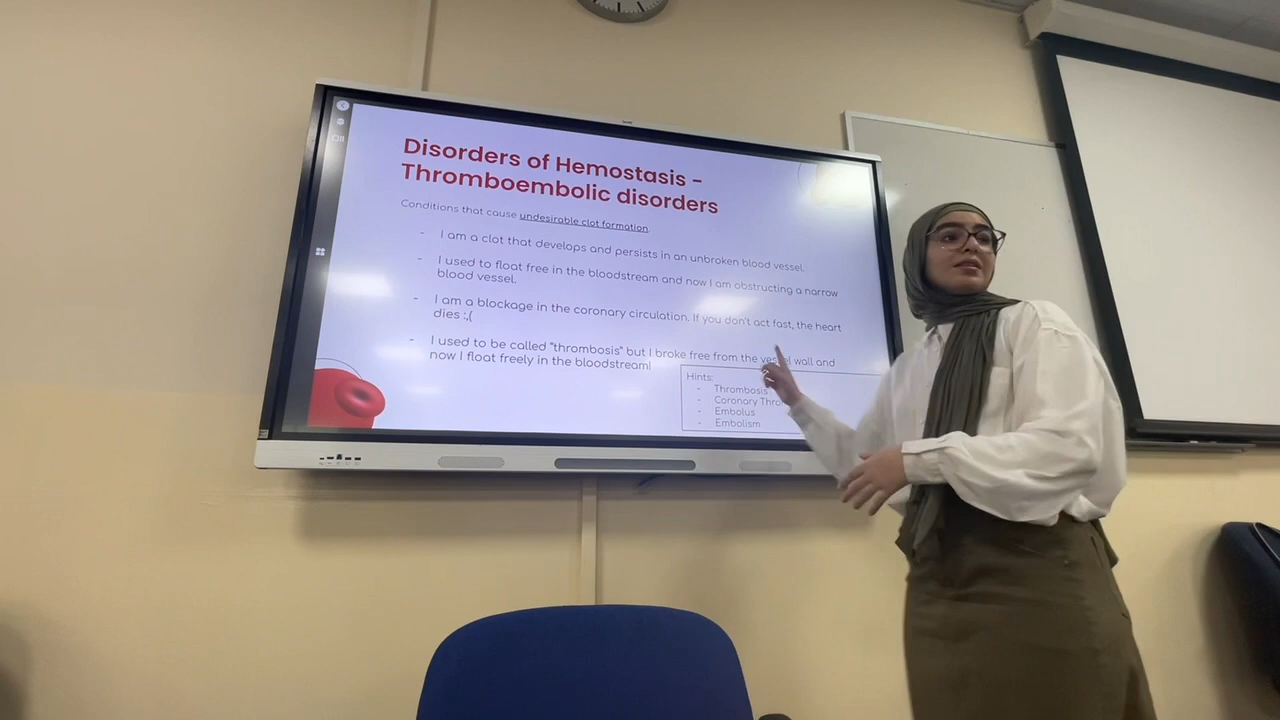 Disorders of Hemostasis -
Thromboembolic disorders
Conditions that cause undesirable clot formation.
- I am a clot that develops and persists in an unbroken blood vessel.
- I used to float free in the bloodstream and now I am obstructing a narrow
blood vessel.
- I am a blockage in the coronary circulation. If you don't act fast, the heart
dies :,(
- I used to be called "thrombosis" but I broke free from the vessel wall and
now I float freely in the bloodstream!
Hints:
- Thrombosis
- Coronary
- Embolus
- Embolism